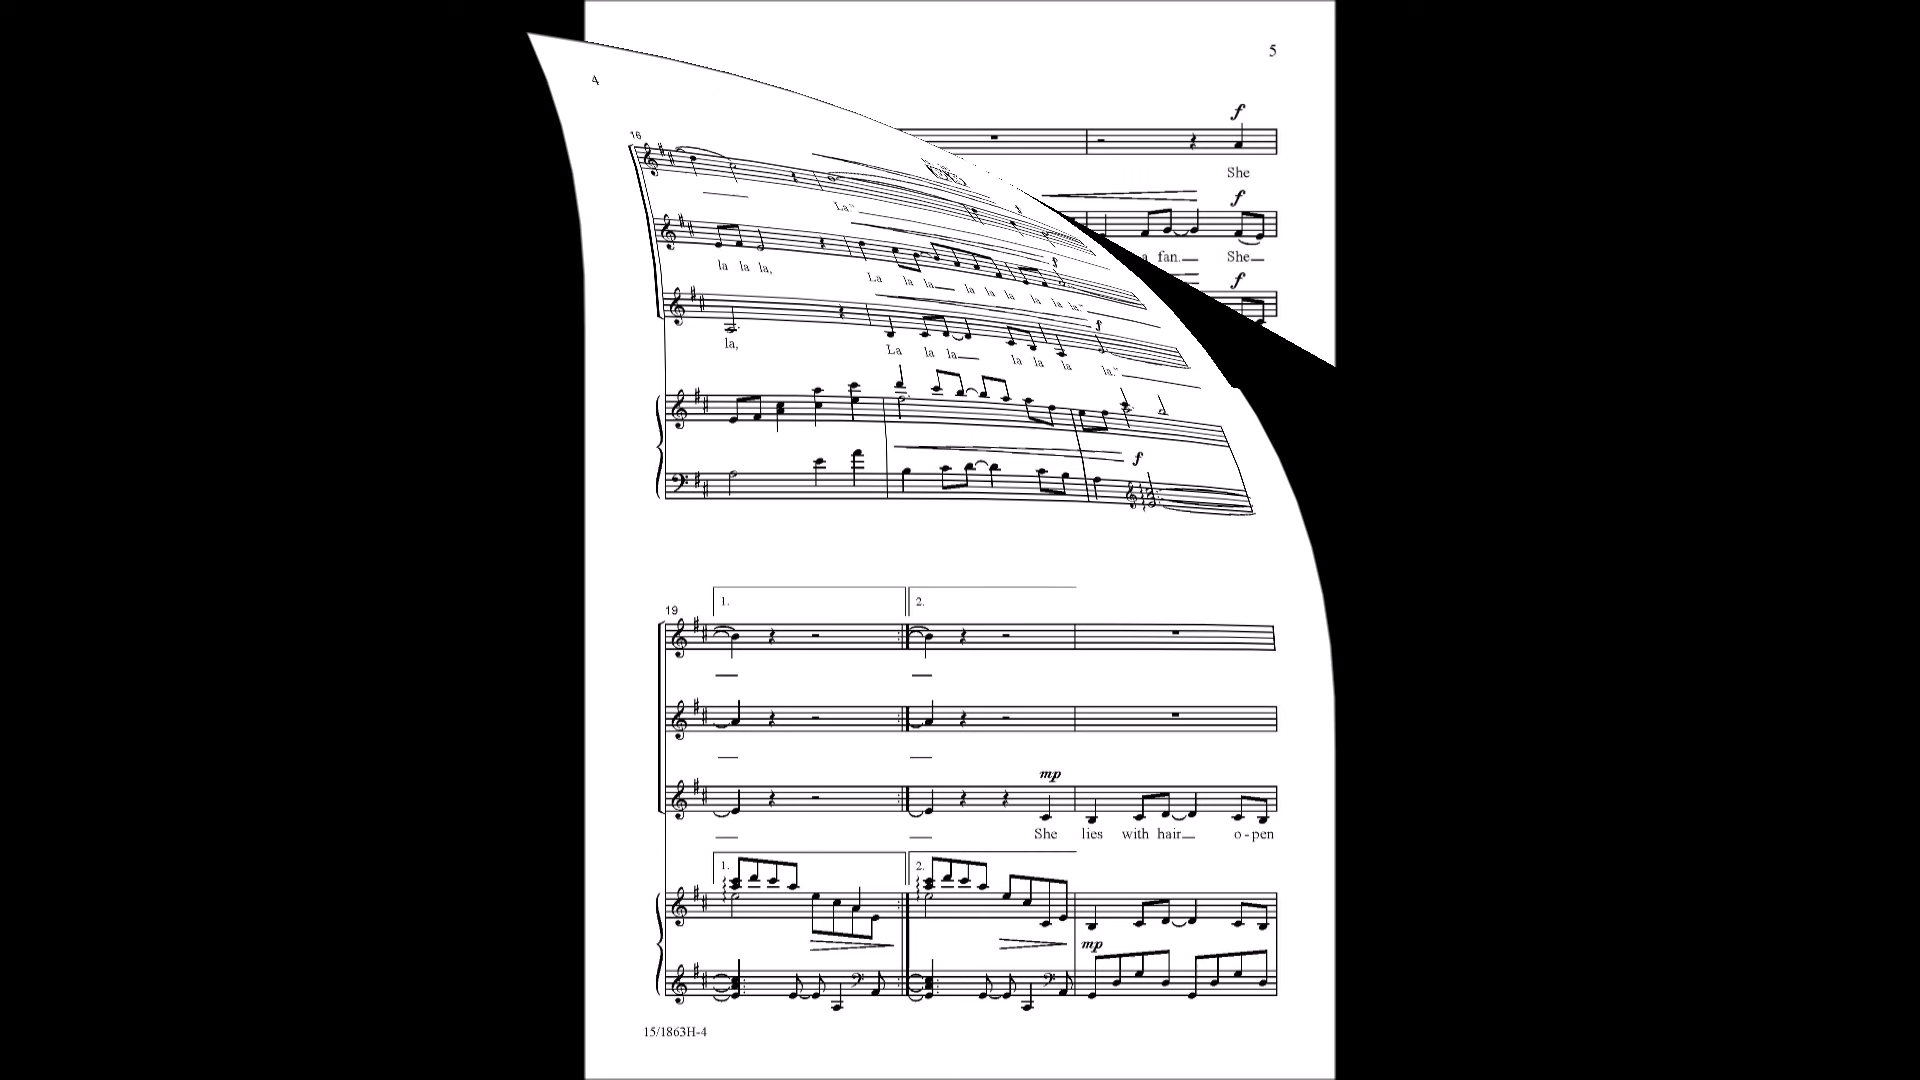 5
4
f
She
f
a fan. She
f
16
La."
la la la, La la la la la la la la la."
f
la, La la la la la la la."
f
f
1. 2.
19
mp
She lies with hair o - pen
1. 2.
mp
15/1863H-4